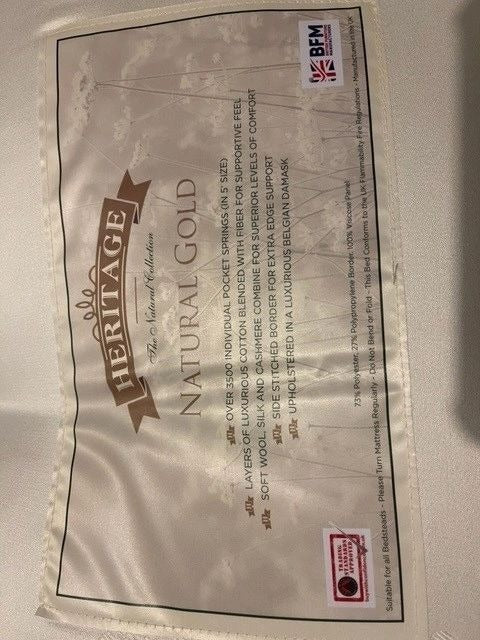 HERITAGE
The Natural Collection
NATURAL GOLD
OVER 3500 INDIVIDUAL POCKET SPRINGS (IN 5' SIZE)
LAYERS OF LUXURIOUS COTTON BLENDED WITH FIBER FOR SUPPORTIVE FEEL
SOFT WOOL, SILK AND CASHMERE COMBINE FOR SUPERIOR LEVELS OF COMFORT
SIDE STITCHED BORDER FOR EXTRA EDGE SUPPORT
UPHOLSTERED IN A LUXURIOUS BELGIAN DAMASK
73% Polyester, 27% Polypropylene Border, 100% Viscose Panel
Suitable for all Bedsteads - Please Turn Mattress Regularly - Do Not Bend or Fold - This Bed Conforms to the UK Flammability Fire Regulations - Manufactured in the UK
TRADING
STANDARDS
APPROVED
BFM